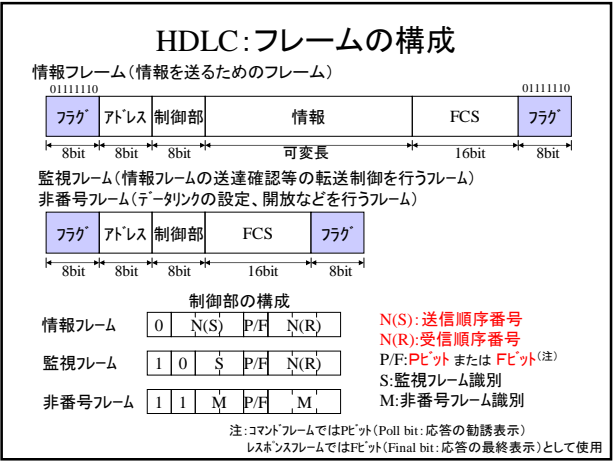 HDLC:フレームの構成
情報フレーム(情報を送るためのフレーム)
01111110 01111110
フラグ アドレス 制御部 情報 FCS フラグ
8bit 8bit 8bit 可変長 16bit 8bit
監視フレーム(情報フレームの送達確認等の転送制御を行うフレーム)
非番号フレーム(データリンクの設定、開放などを行うフレーム)
フラグ アドレス 制御部 FCS フラグ
8bit 8bit 8bit 16bit 8bit
制御部の構成
情報フレーム 0 N(S) P/F N(R)
監視フレーム 1 0 S P/F N(R)
非番号フレーム 1 1 M P/F M
N(S):送信順序番号
N(R):受信順序番号
P/F:Pビット または Fビット(注)
S:監視フレーム識別
M:非番号フレーム識別
注:コマンドフレームではPビット(Poll bit:応答の勧誘表示)
レスポンスフレームではFビット(Final bit:応答の最終表示)として使用